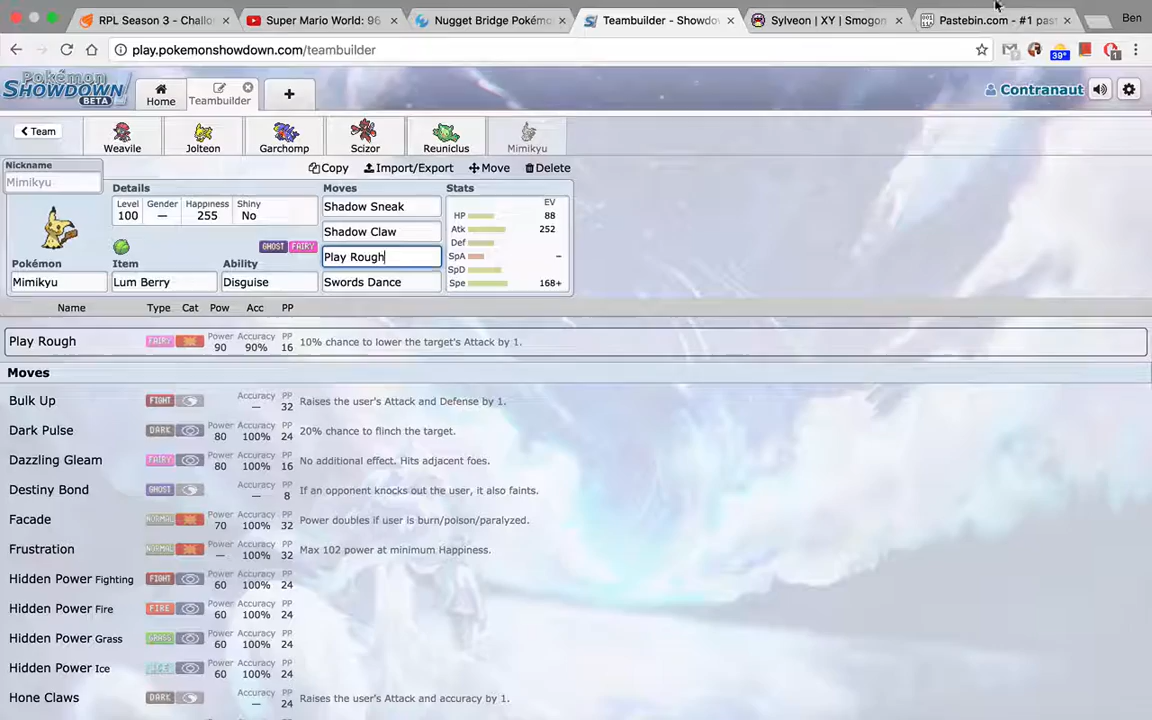 RPL Season 3 - Challo
Super Mario World: 96
Nugget Bridge Pokémo
Teambuilder - Showdow
Sylveon | XY | Smogon
Pastebin.com - #1 past
Ben
play.pokemonshowdown.com/teambuilder
39°
1
Pokémon
SHOWDOWN!
BETA
Home
Teambuilder
+
Contranaut
< Team
Weavile
Jolteon
Garchomp
Scizor
Reuniclus
Mimikyu
Copy
Import/Export
Move
Delete
Nickname
Mimikyu
Details
Level
100
Gender
—
Happiness
255
Shiny
No
Moves
Shadow Sneak
Shadow Claw
Play Rough
Swords Dance
Stats
EV
HP 88
Atk 252
Def
SpA –
SpD
Spe 168+
GHOST FAIRY
Pokémon
Mimikyu
Item
Lum Berry
Ability
Disguise
Name Type Cat Pow Acc PP
Play Rough FAIRY Power 90 Accuracy 90% PP 16 10% chance to lower the target's Attack by 1.
Moves
Bulk Up FIGHT Accuracy — PP 32 Raises the user's Attack and Defense by 1.
Dark Pulse DARK Power 80 Accuracy 100% PP 24 20% chance to flinch the target.
Dazzling Gleam FAIRY Power 80 Accuracy 100% PP 16 No additional effect. Hits adjacent foes.
Destiny Bond GHOST Accuracy — PP 8 If an opponent knocks out the user, it also faints.
Facade NORMAL Power 70 Accuracy 100% PP 32 Power doubles if user is burn/poison/paralyzed.
Frustration NORMAL Power — Accuracy 100% PP 32 Max 102 power at minimum Happiness.
Hidden Power Fighting FIGHT Power 60 Accuracy 100% PP 24
Hidden Power Fire FIRE Power 60 Accuracy 100% PP 24
Hidden Power Grass GRASS Power 60 Accuracy 100% PP 24
Hidden Power Ice ICE Power 60 Accuracy 100% PP 24
Hone Claws DARK Accuracy — PP 24 Raises the user's Attack and accuracy by 1.